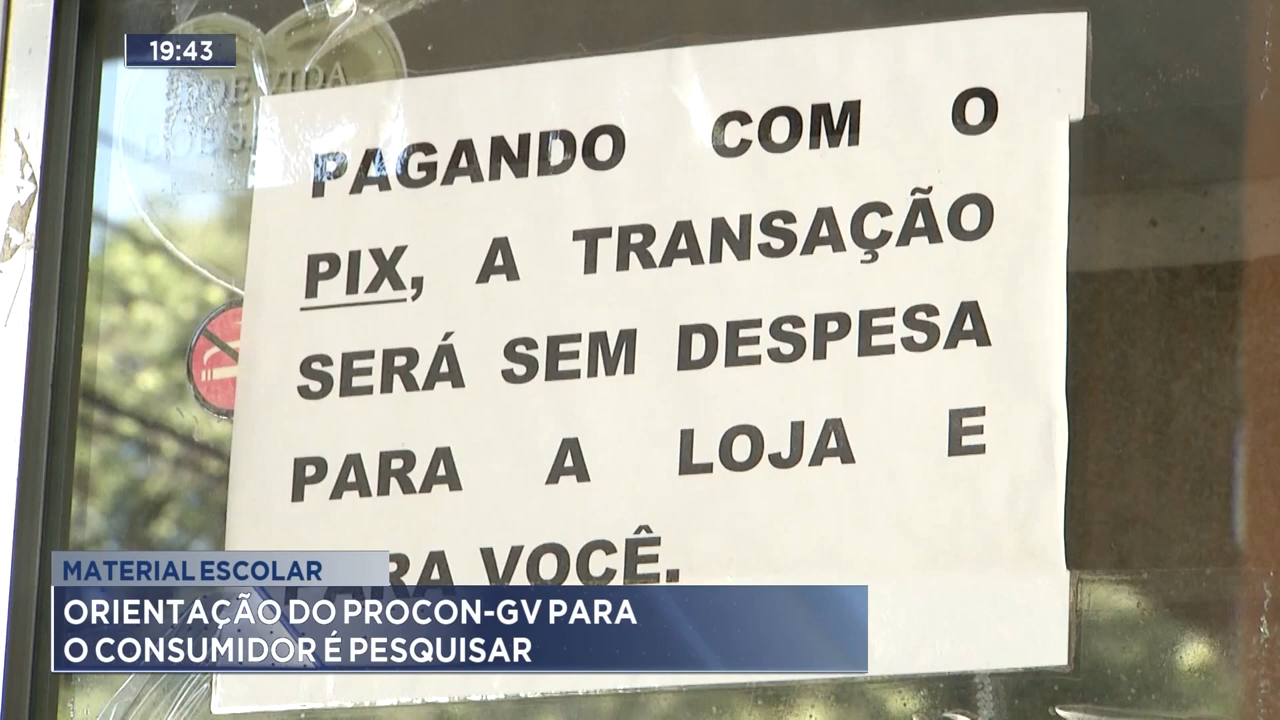 19:43
PAGANDO COM O
PIX, A TRANSAÇÃO
SERÁ SEM DESPESA
PARA A LOJA E
PARA VOCÊ.
MATERIAL ESCOLAR
ORIENTAÇÃO DO PROCON-GV PARA
O CONSUMIDOR É PESQUISAR